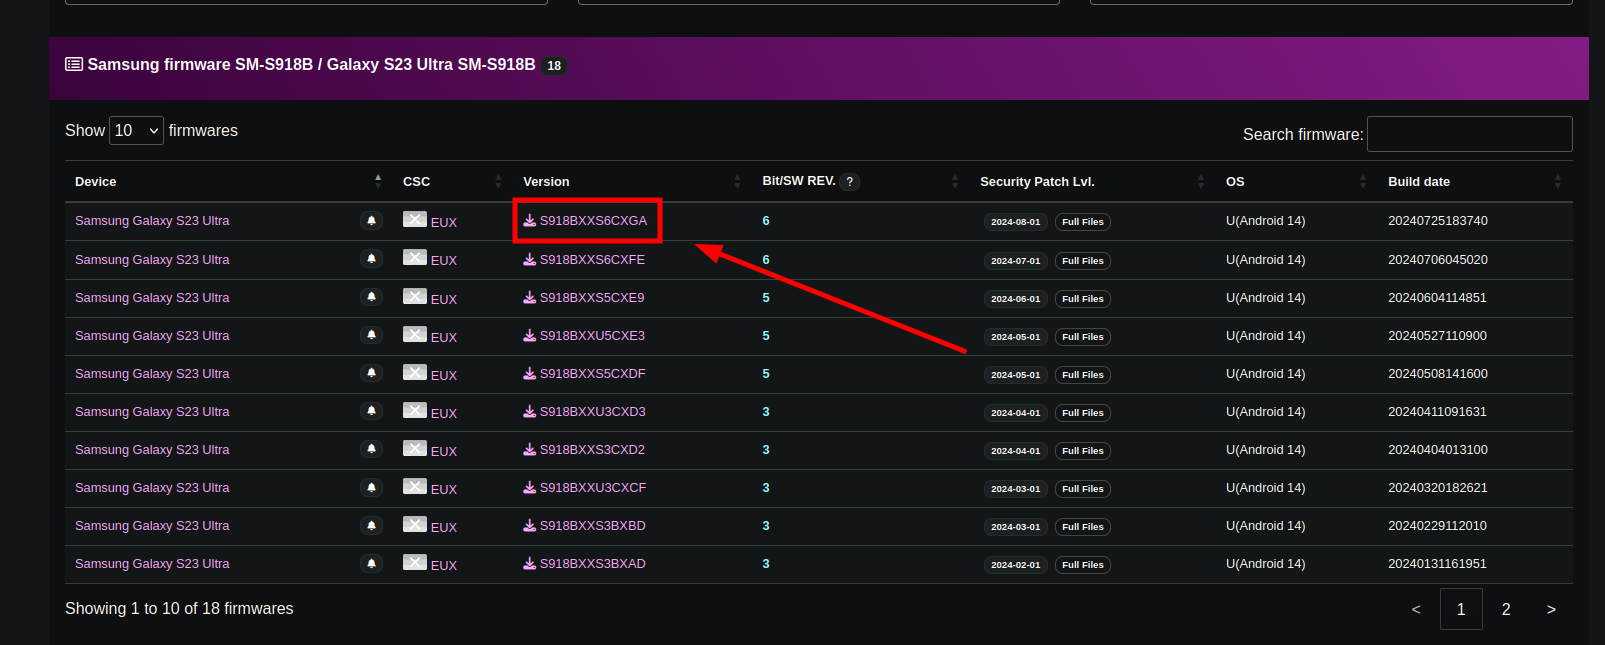 Samsung firmware SM-S918B / Galaxy S23 Ultra SM-S918B 18
Show 10 firmwares
Search firmware:
Device CSC Version Bit/SW REV. ? Security Patch Lvl. OS Build date
Samsung Galaxy S23 Ultra EUX S918BXXS6CXGA 6 2024-08-01 Full Files U(Android 14) 20240725183740
Samsung Galaxy S23 Ultra EUX S918BXXS6CXFE 6 2024-07-01 Full Files U(Android 14) 20240706045020
Samsung Galaxy S23 Ultra EUX S918BXXS5CXE9 5 2024-06-01 Full Files U(Android 14) 20240604114851
Samsung Galaxy S23 Ultra EUX S918BXXU5CXE3 5 2024-05-01 Full Files U(Android 14) 20240527110900
Samsung Galaxy S23 Ultra EUX S918BXXS5CXDF 5 2024-05-01 Full Files U(Android 14) 20240508141600
Samsung Galaxy S23 Ultra EUX S918BXXU3CXD3 3 2024-04-01 Full Files U(Android 14) 20240411091631
Samsung Galaxy S23 Ultra EUX S918BXXS3CXD2 3 2024-04-01 Full Files U(Android 14) 20240404013100
Samsung Galaxy S23 Ultra EUX S918BXXU3CXCF 3 2024-03-01 Full Files U(Android 14) 20240320182621
Samsung Galaxy S23 Ultra EUX S918BXXS3BXBD 3 2024-03-01 Full Files U(Android 14) 20240229112010
Samsung Galaxy S23 Ultra EUX S918BXXS3BXAD 3 2024-02-01 Full Files U(Android 14) 20240131161951
Showing 1 to 10 of 18 firmwares
< 1 2 >